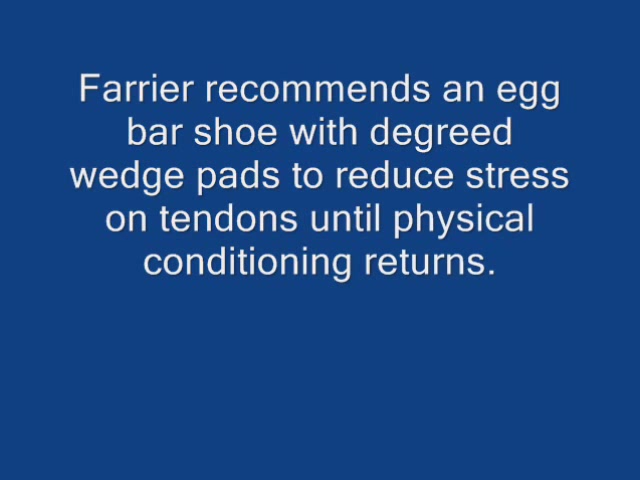 Farrier recommends an egg
bar shoe with degreed
wedge pads to reduce stress
on tendons until physical
conditioning returns.